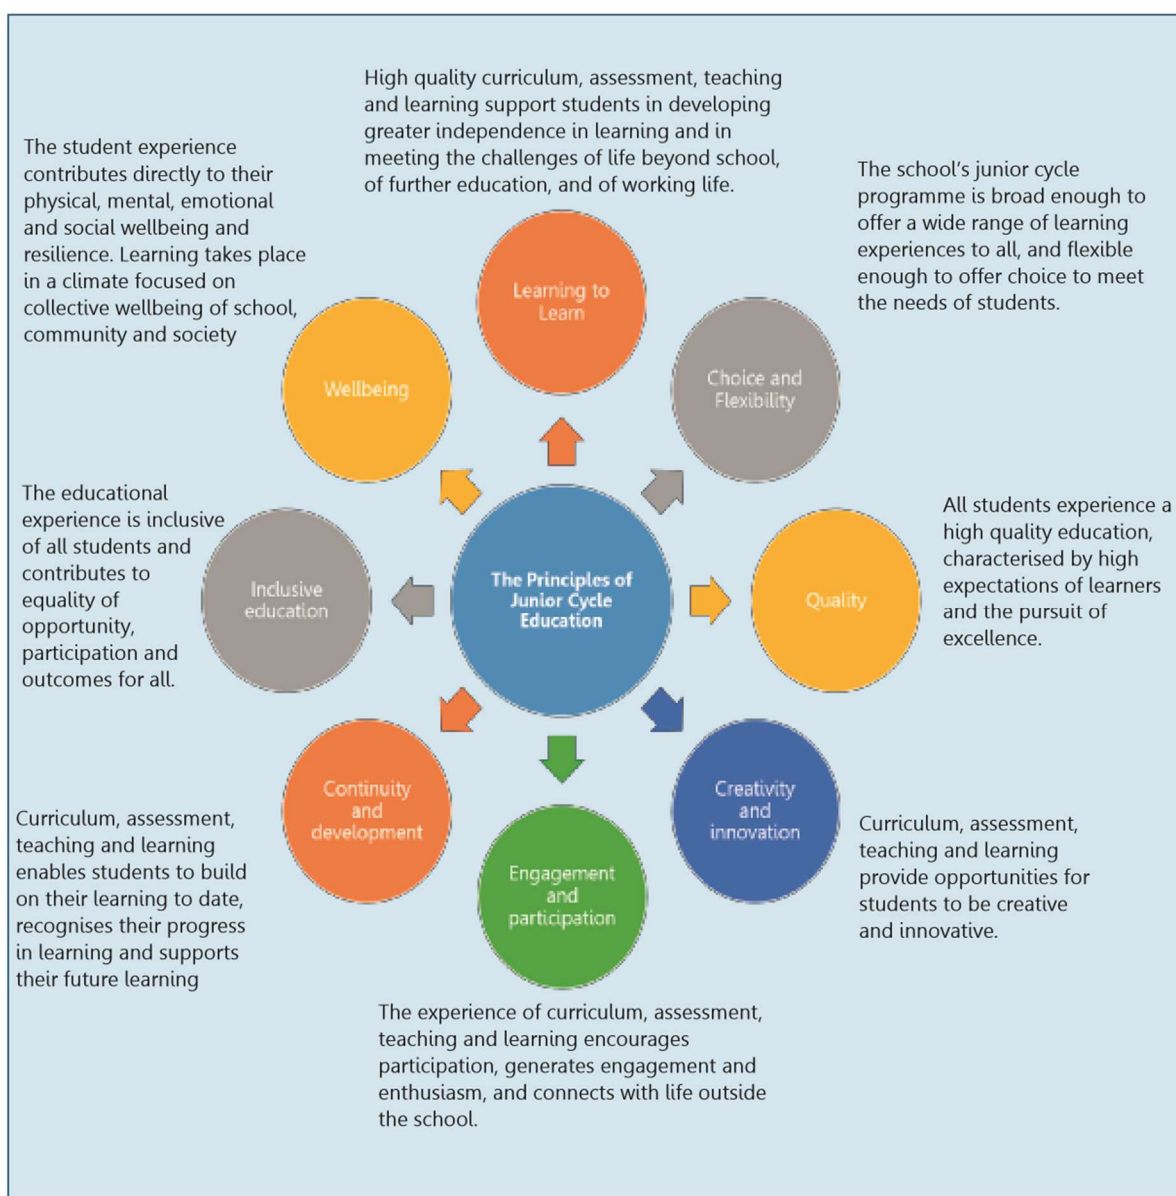 High quality curriculum, assessment, teaching
and learning support students in developing
greater independence in learning and in
meeting the challenges of life beyond school,
of further education, and of working life.
The student experience
contributes directly to their
physical, mental, emotional
and social wellbeing and
resilience. Learning takes place
in a climate focused on
collective wellbeing of school,
community and society
The school’s junior cycle
programme is broad enough to
offer a wide range of learning
experiences to all, and flexible
enough to offer choice to meet
the needs of students.
Learning to
Learn
Wellbeing
Choice and
Flexibility
The educational
experience is inclusive
of all students and
contributes to
equality of
opportunity,
participation and
outcomes for all.
Inclusive
education
The Principles of
Junior Cycle
Education
Quality
All students experience a
high quality education,
characterised by high
expectations of learners
and the pursuit of
excellence.
Continuity
and
development
Creativity
and
innovation
Curriculum, assessment,
teaching and learning
enables students to build
on their learning to date,
recognises their progress
in learning and supports
their future learning
Engagement
and
participation
Curriculum, assessment,
teaching and learning
provide opportunities for
students to be creative
and innovative.
The experience of curriculum, assessment,
teaching and learning encourages
participation, generates engagement and
enthusiasm, and connects with life outside
the school.